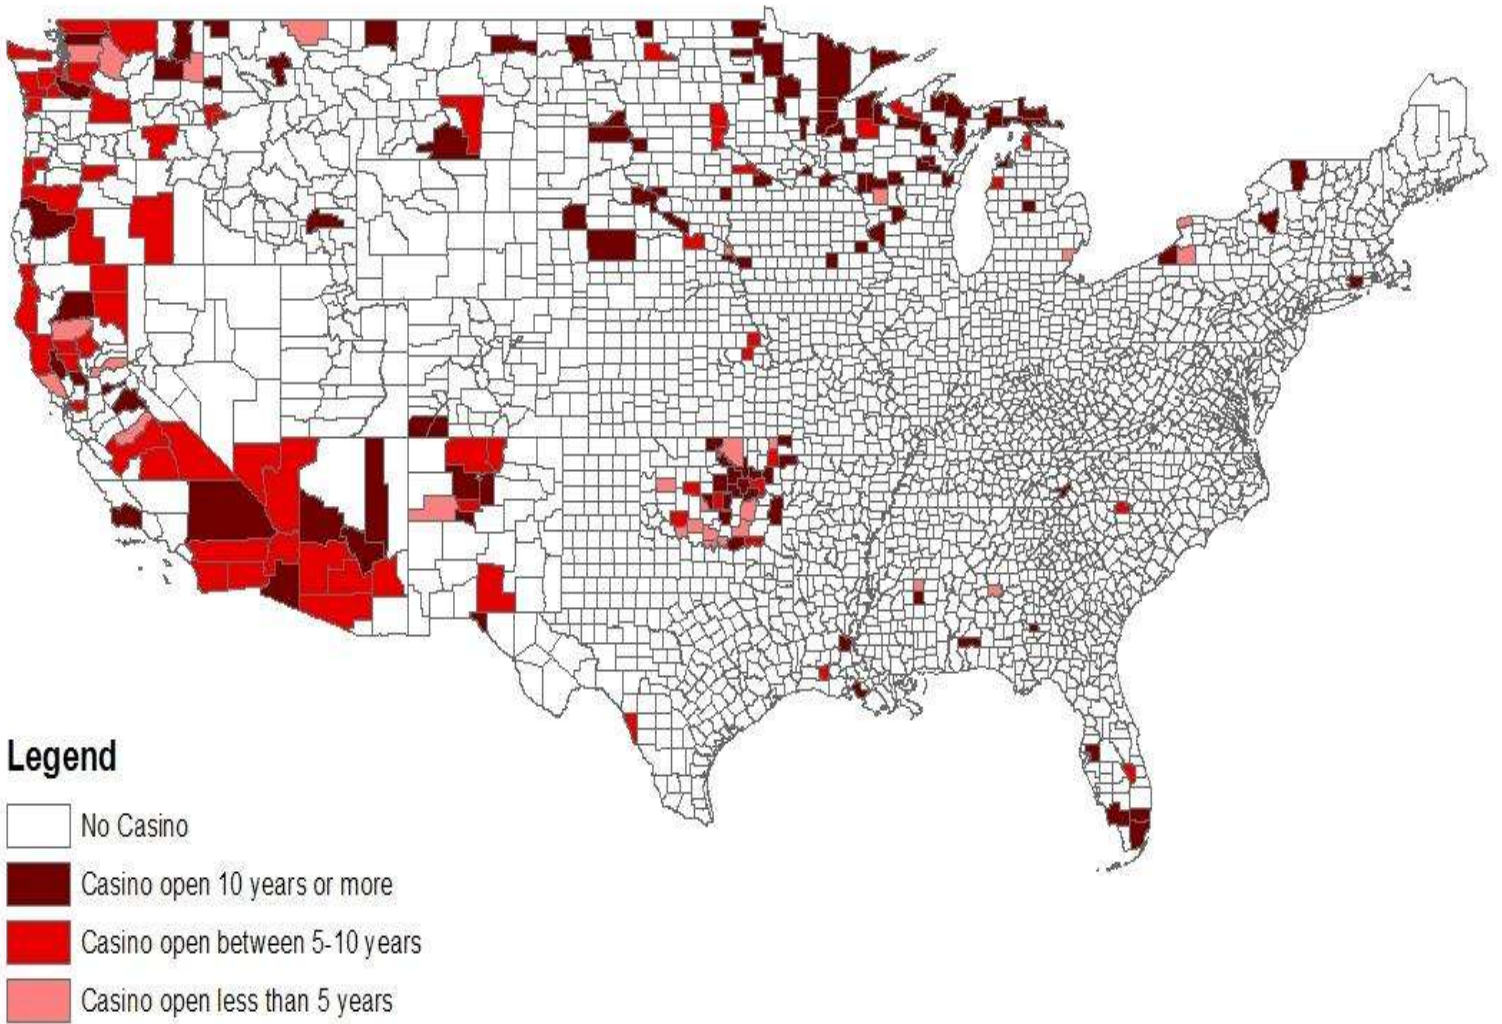 Legend
No Casino
Casino open 10 years or more
Casino open between 5-10 years
Casino open less than 5 years